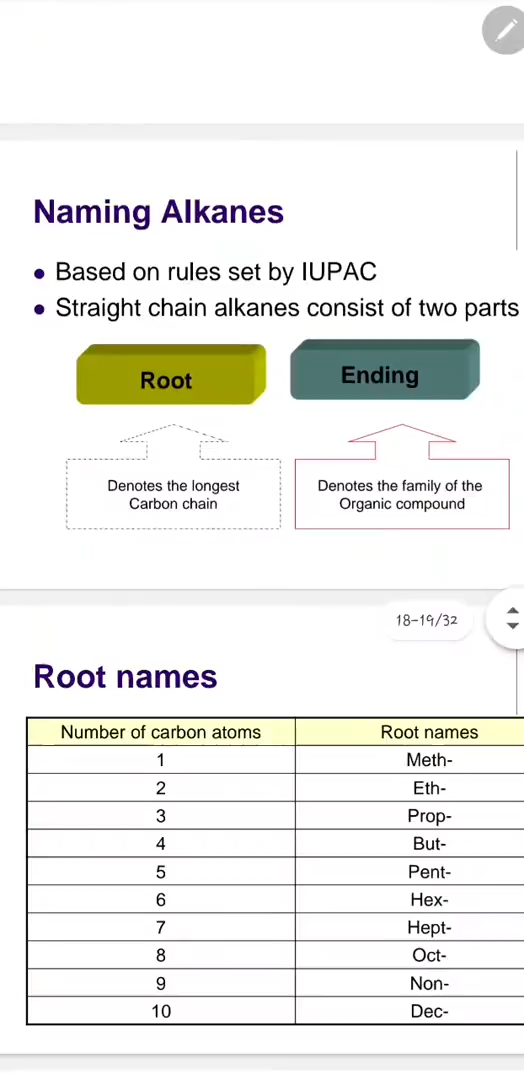 Naming Alkanes
• Based on rules set by IUPAC
• Straight chain alkanes consist of two parts
Root
Ending
Denotes the longest
Carbon chain
Denotes the family of the
Organic compound
18-19/32
Root names
Number of carbon atoms Root names
1 Meth-
2 Eth-
3 Prop-
4 But-
5 Pent-
6 Hex-
7 Hept-
8 Oct-
9 Non-
10 Dec-